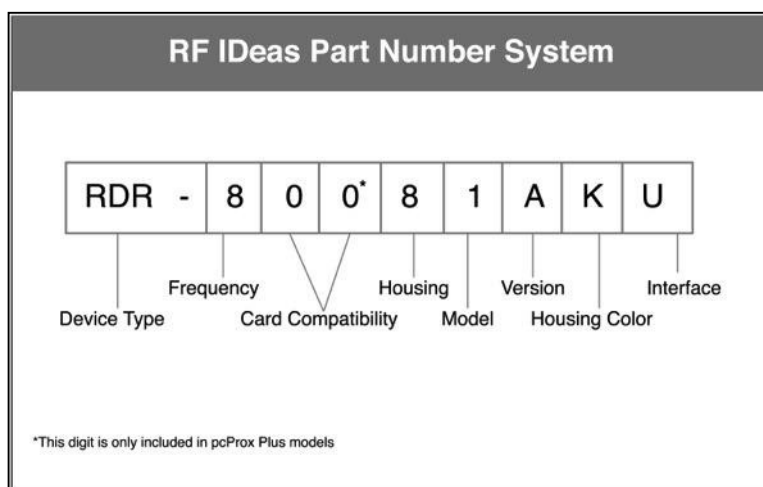 RF IDeas Part Number System
RDR - 8 0 0* 8 1 A K U
Frequency Housing Version Interface
Device Type Card Compatibility Model Housing Color
*This digit is only included in pcProx Plus models